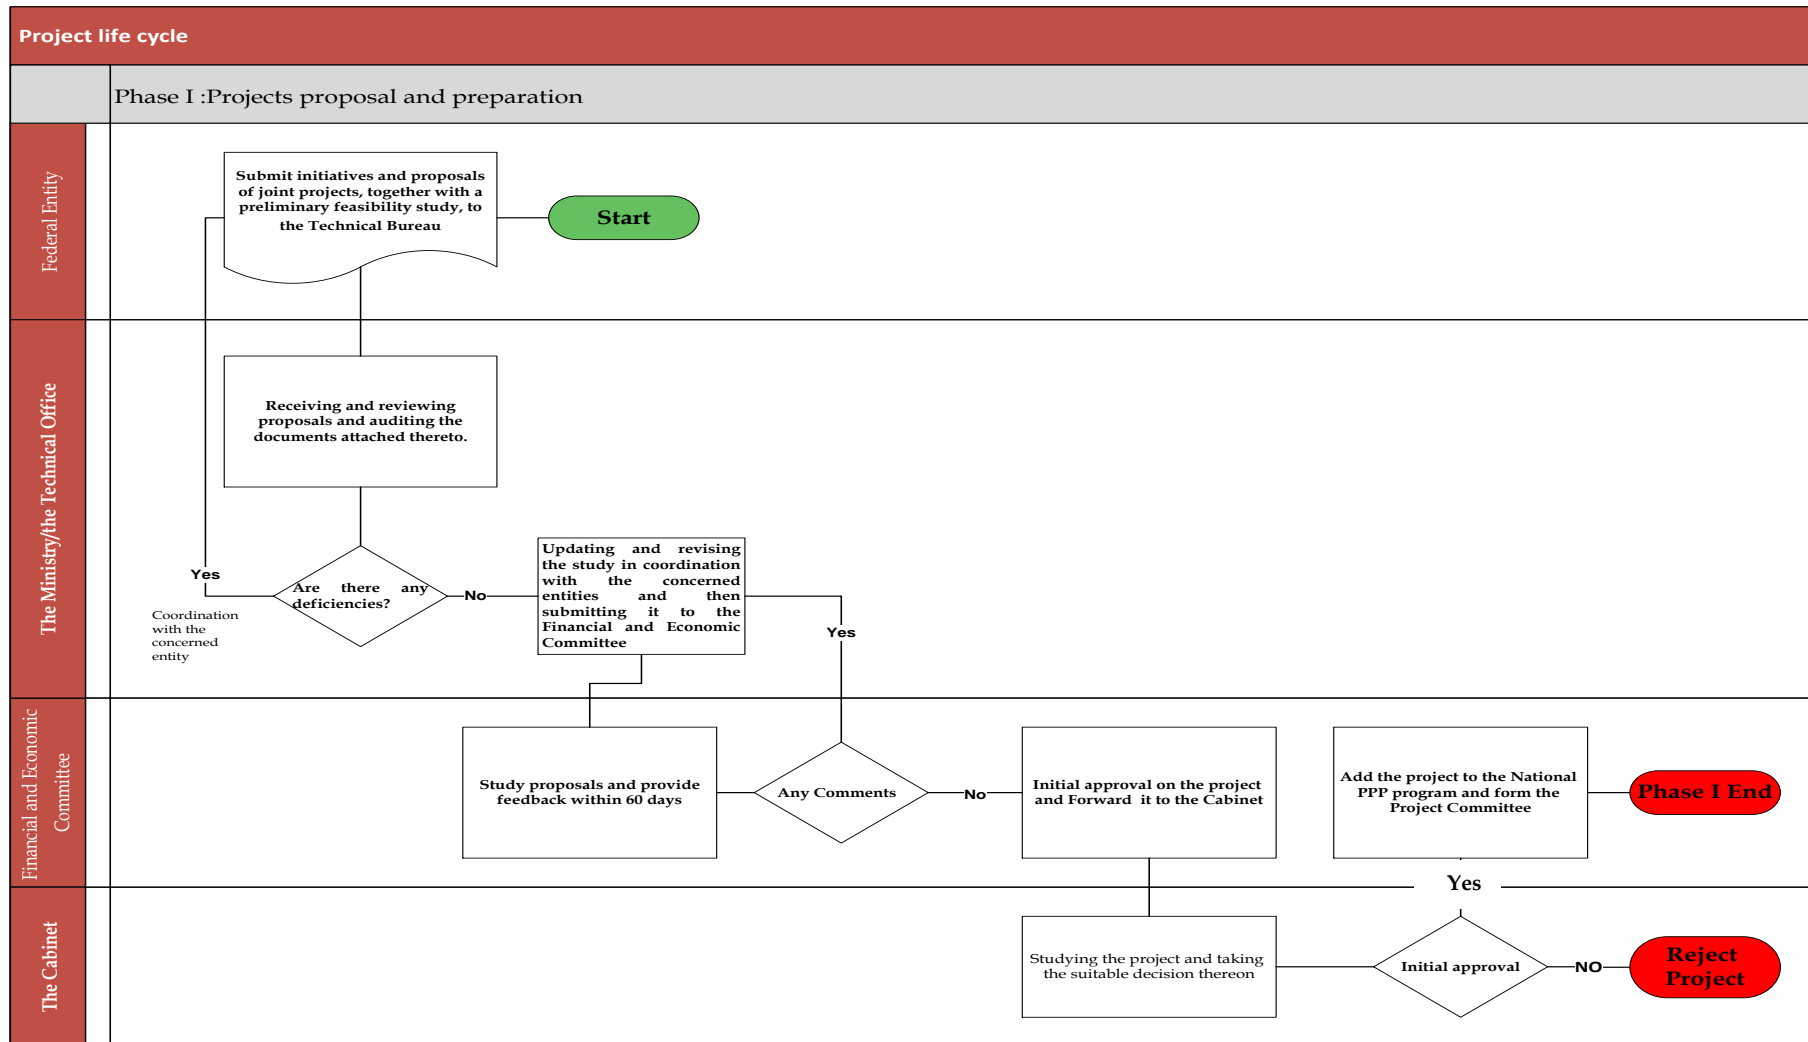 Project life cycle
Phase I :Projects proposal and preparation
Federal Entity
Submit initiatives and proposals
of joint projects, together with a
preliminary feasibility study, to
the Technical Bureau
Start
The Ministry/the Technical Office
Receiving and reviewing
proposals and auditing the
documents attached thereto.
Yes
Coordination
with the
concerned
entity
Are there any
deficiencies?
No
Updating and revising
the study in coordination
with the concerned
entities and then
submitting it to the
Financial and Economic
Committee
Yes
Financial and Economic
Committee
Study proposals and provide
feedback within 60 days
Any Comments
No
Initial approval on the project
and Forward it to the Cabinet
Add the project to the National
PPP program and form the
Project Committee
Phase I End
Yes
The Cabinet
Studying the project and taking
the suitable decision thereon
Initial approval
NO
Reject
Project